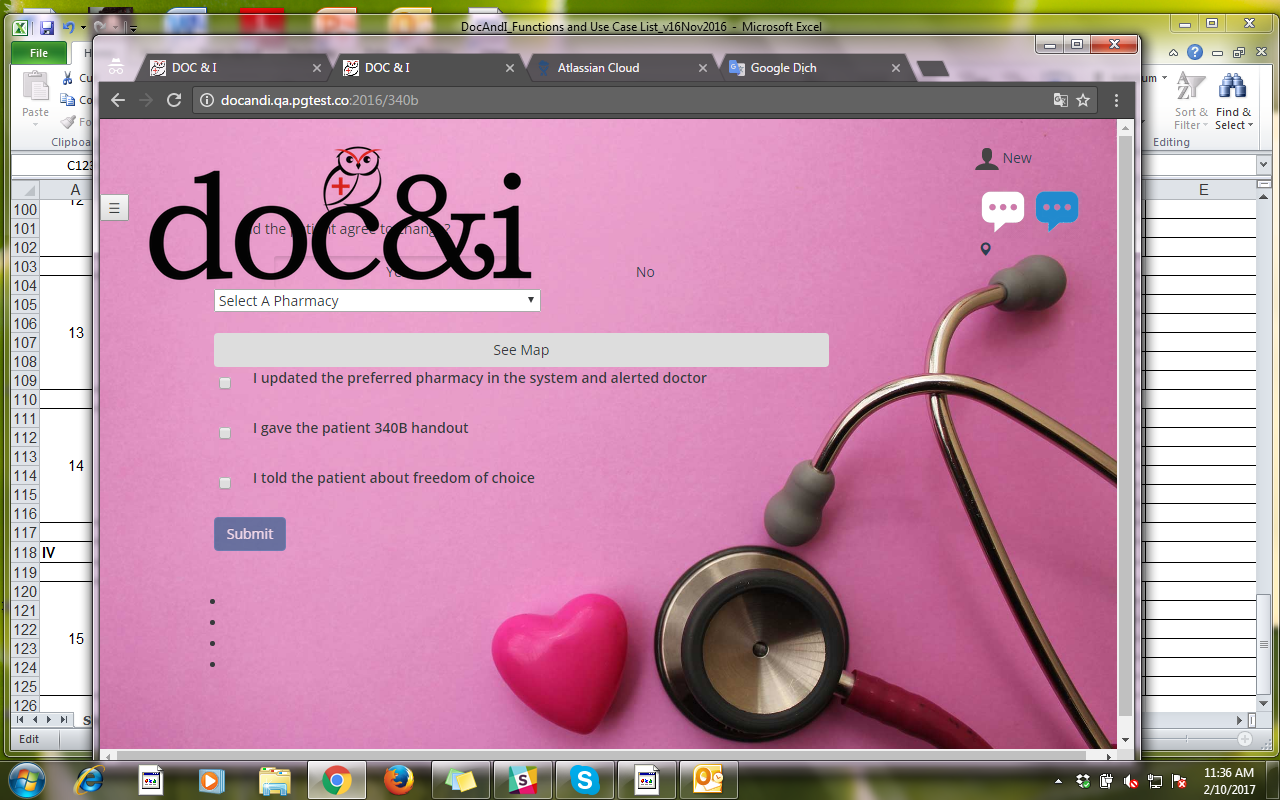 DocAndI_Functions and Use Case List_v16Nov2016 - Microsoft Excel
File
DOC & I
DOC & I
Atlassian Cloud
Google Dịch
docandi.qa.pgtest.co:2016/340b
Paste
Cu
Co
Fo
Clipboa
Sort &
Filter
Find &
Select
Editing
um
C123
A
E
100
101
102
103
104
105
106
107
108
109
110
111
112
113
114
115
116
117
118
119
120
121
122
123
124
125
126
12
13
14
IV
15
New
doc&i
d the patient agree to change?
Ye
No
Select A Pharmacy
See Map
I updated the preferred pharmacy in the system and alerted doctor
I gave the patient 340B handout
I told the patient about freedom of choice
Submit
S
Edit
11:36 AM
2/10/2017